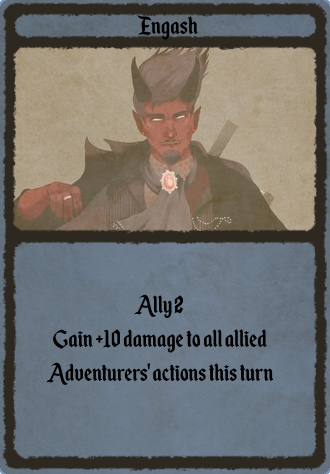 Engash
Ally 2
Gain +10 damage to all allied
Adventurers' actions this turn